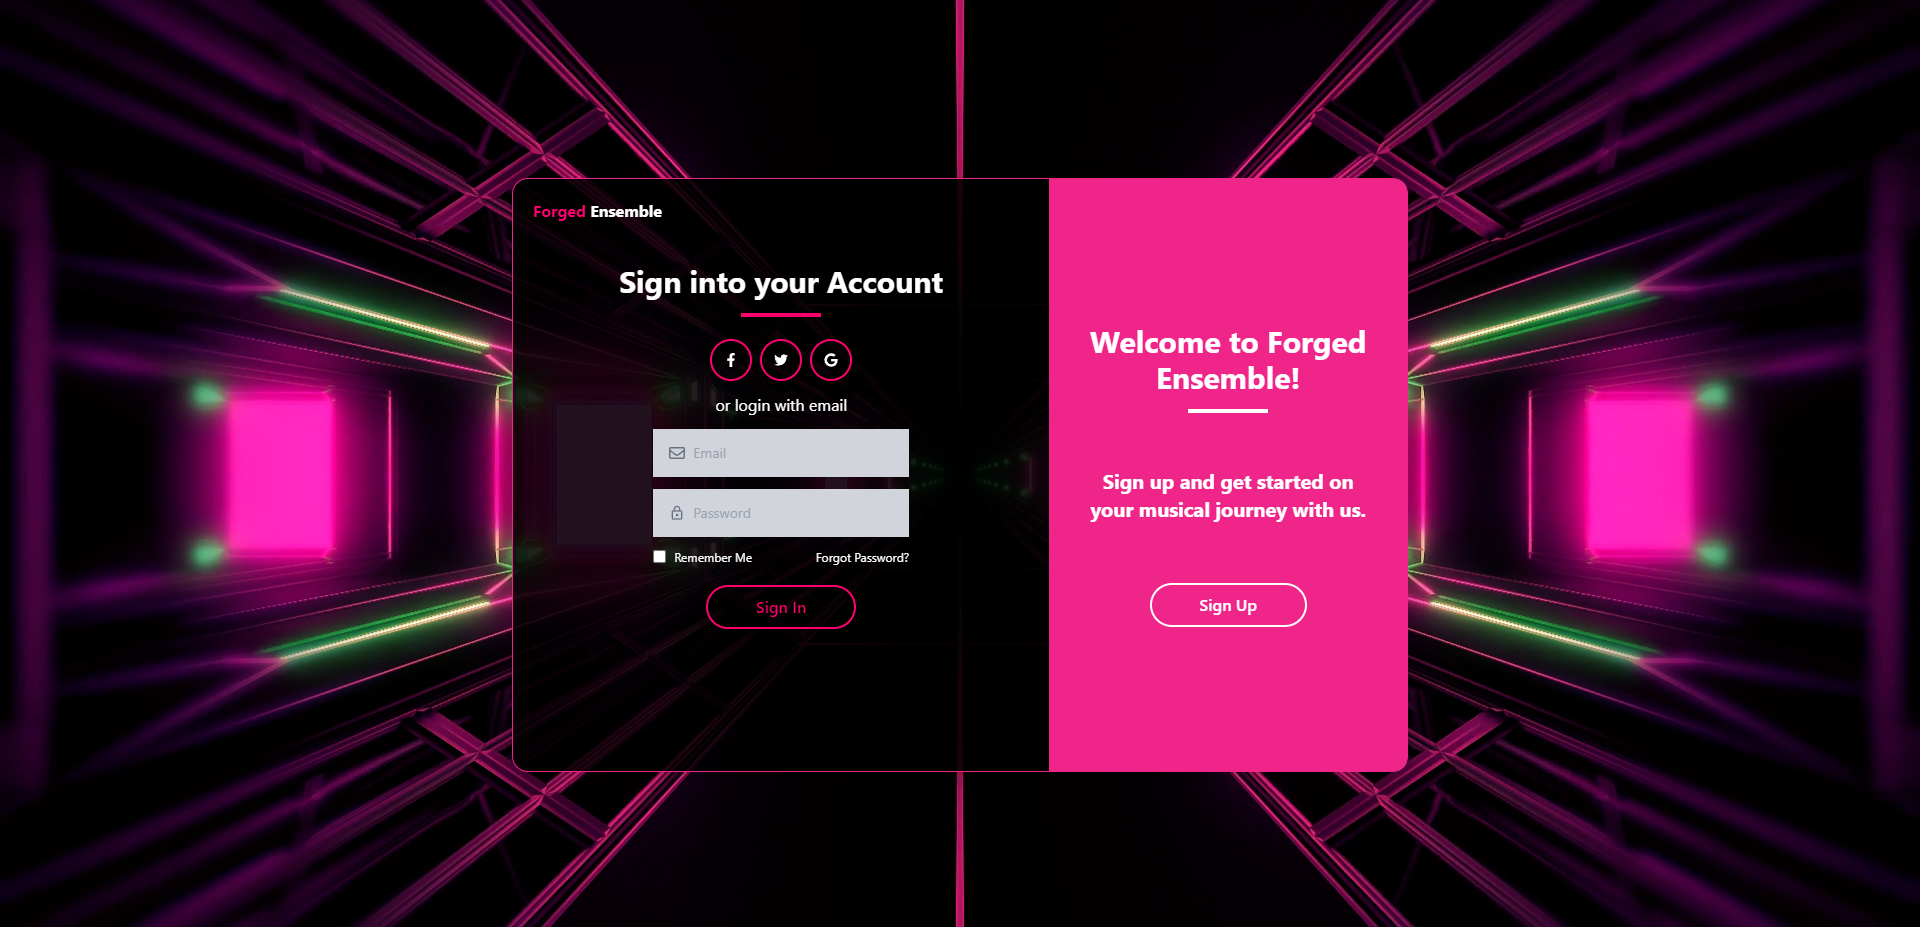 Forged Ensemble
Sign into your Account
or login with email
Email
Password
Remember Me
Forgot Password?
Sign In
Welcome to Forged
Ensemble!
Sign up and get started on
your musical journey with us.
Sign Up